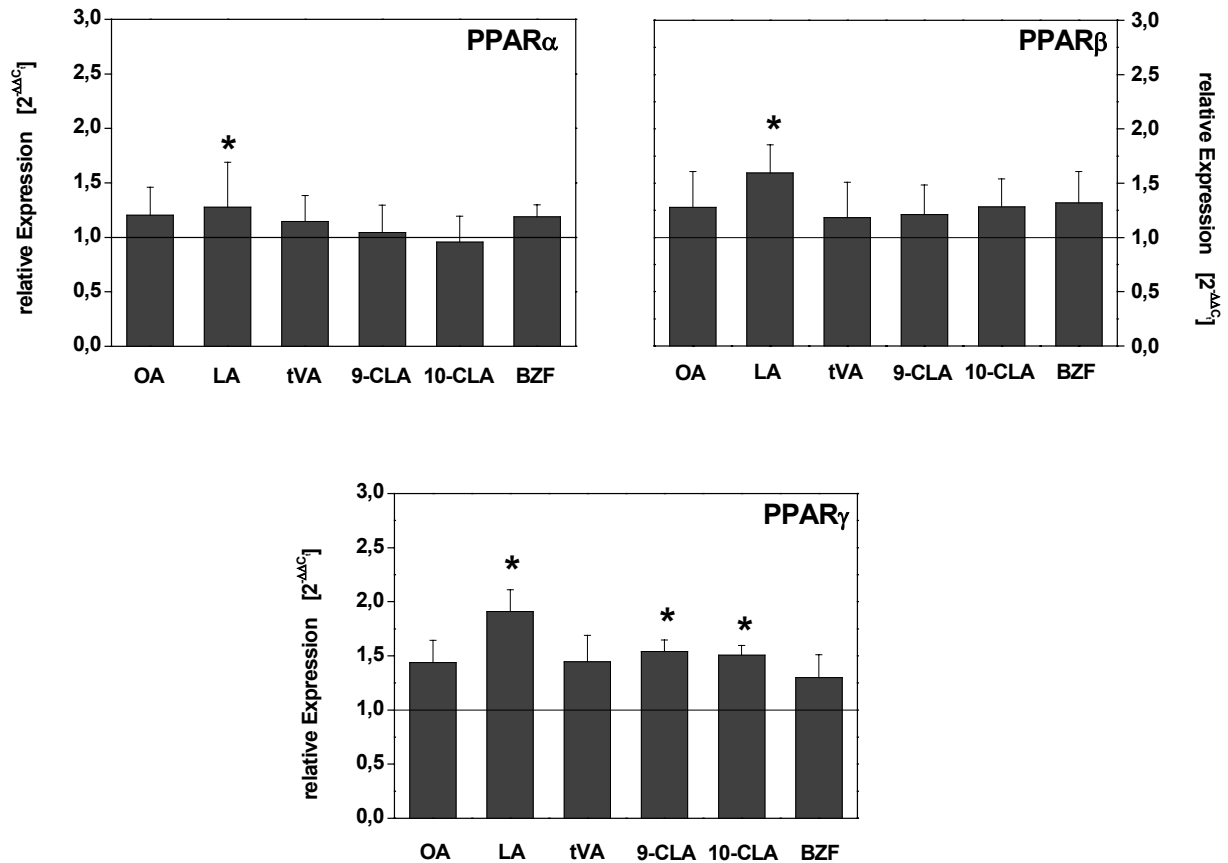 PPARα
relative Expression [2^-ΔΔCt]
3,0
2,5
2,0
*
1,5
1,0
0,5
0,0
OA LA tVA 9-CLA 10-CLA BZF
PPARβ
3,0
2,5
*
2,0
1,5
1,0
0,5
0,0
relative Expression [2^-ΔΔCt]
OA LA tVA 9-CLA 10-CLA BZF
PPARγ
relative Expression [2^-ΔΔCt]
3,0
2,5
*
2,0
* *
1,5
1,0
0,5
0,0
OA LA tVA 9-CLA 10-CLA BZF